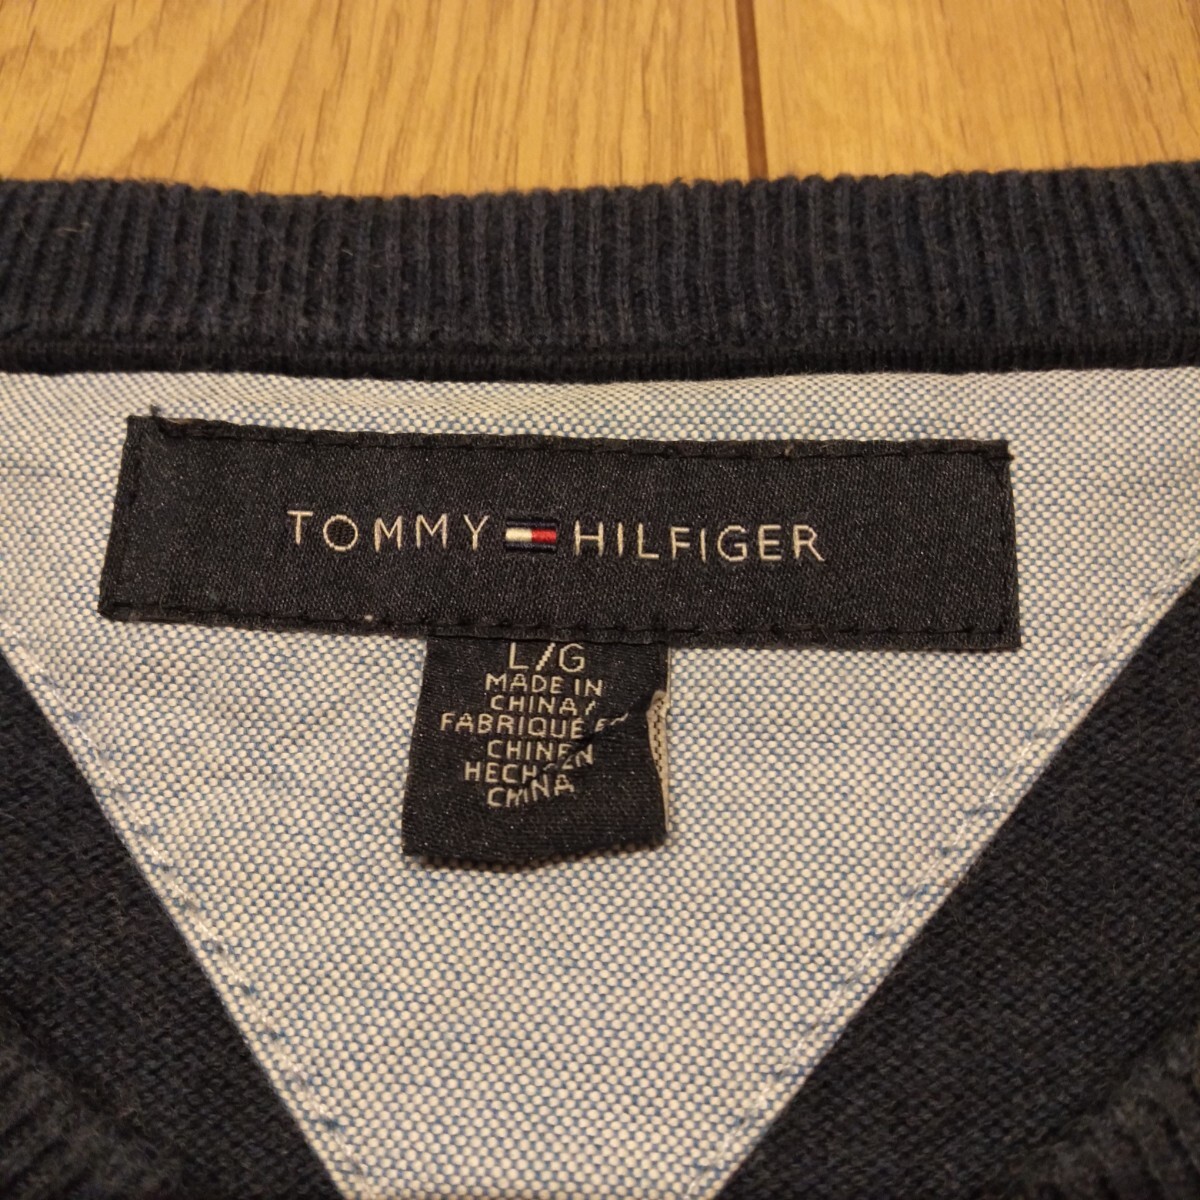 TOMMY HILFIGER
L/G
MADE IN
CHINA/
FABRIQUE EN
CHINE/
HECHO EN
CHINA